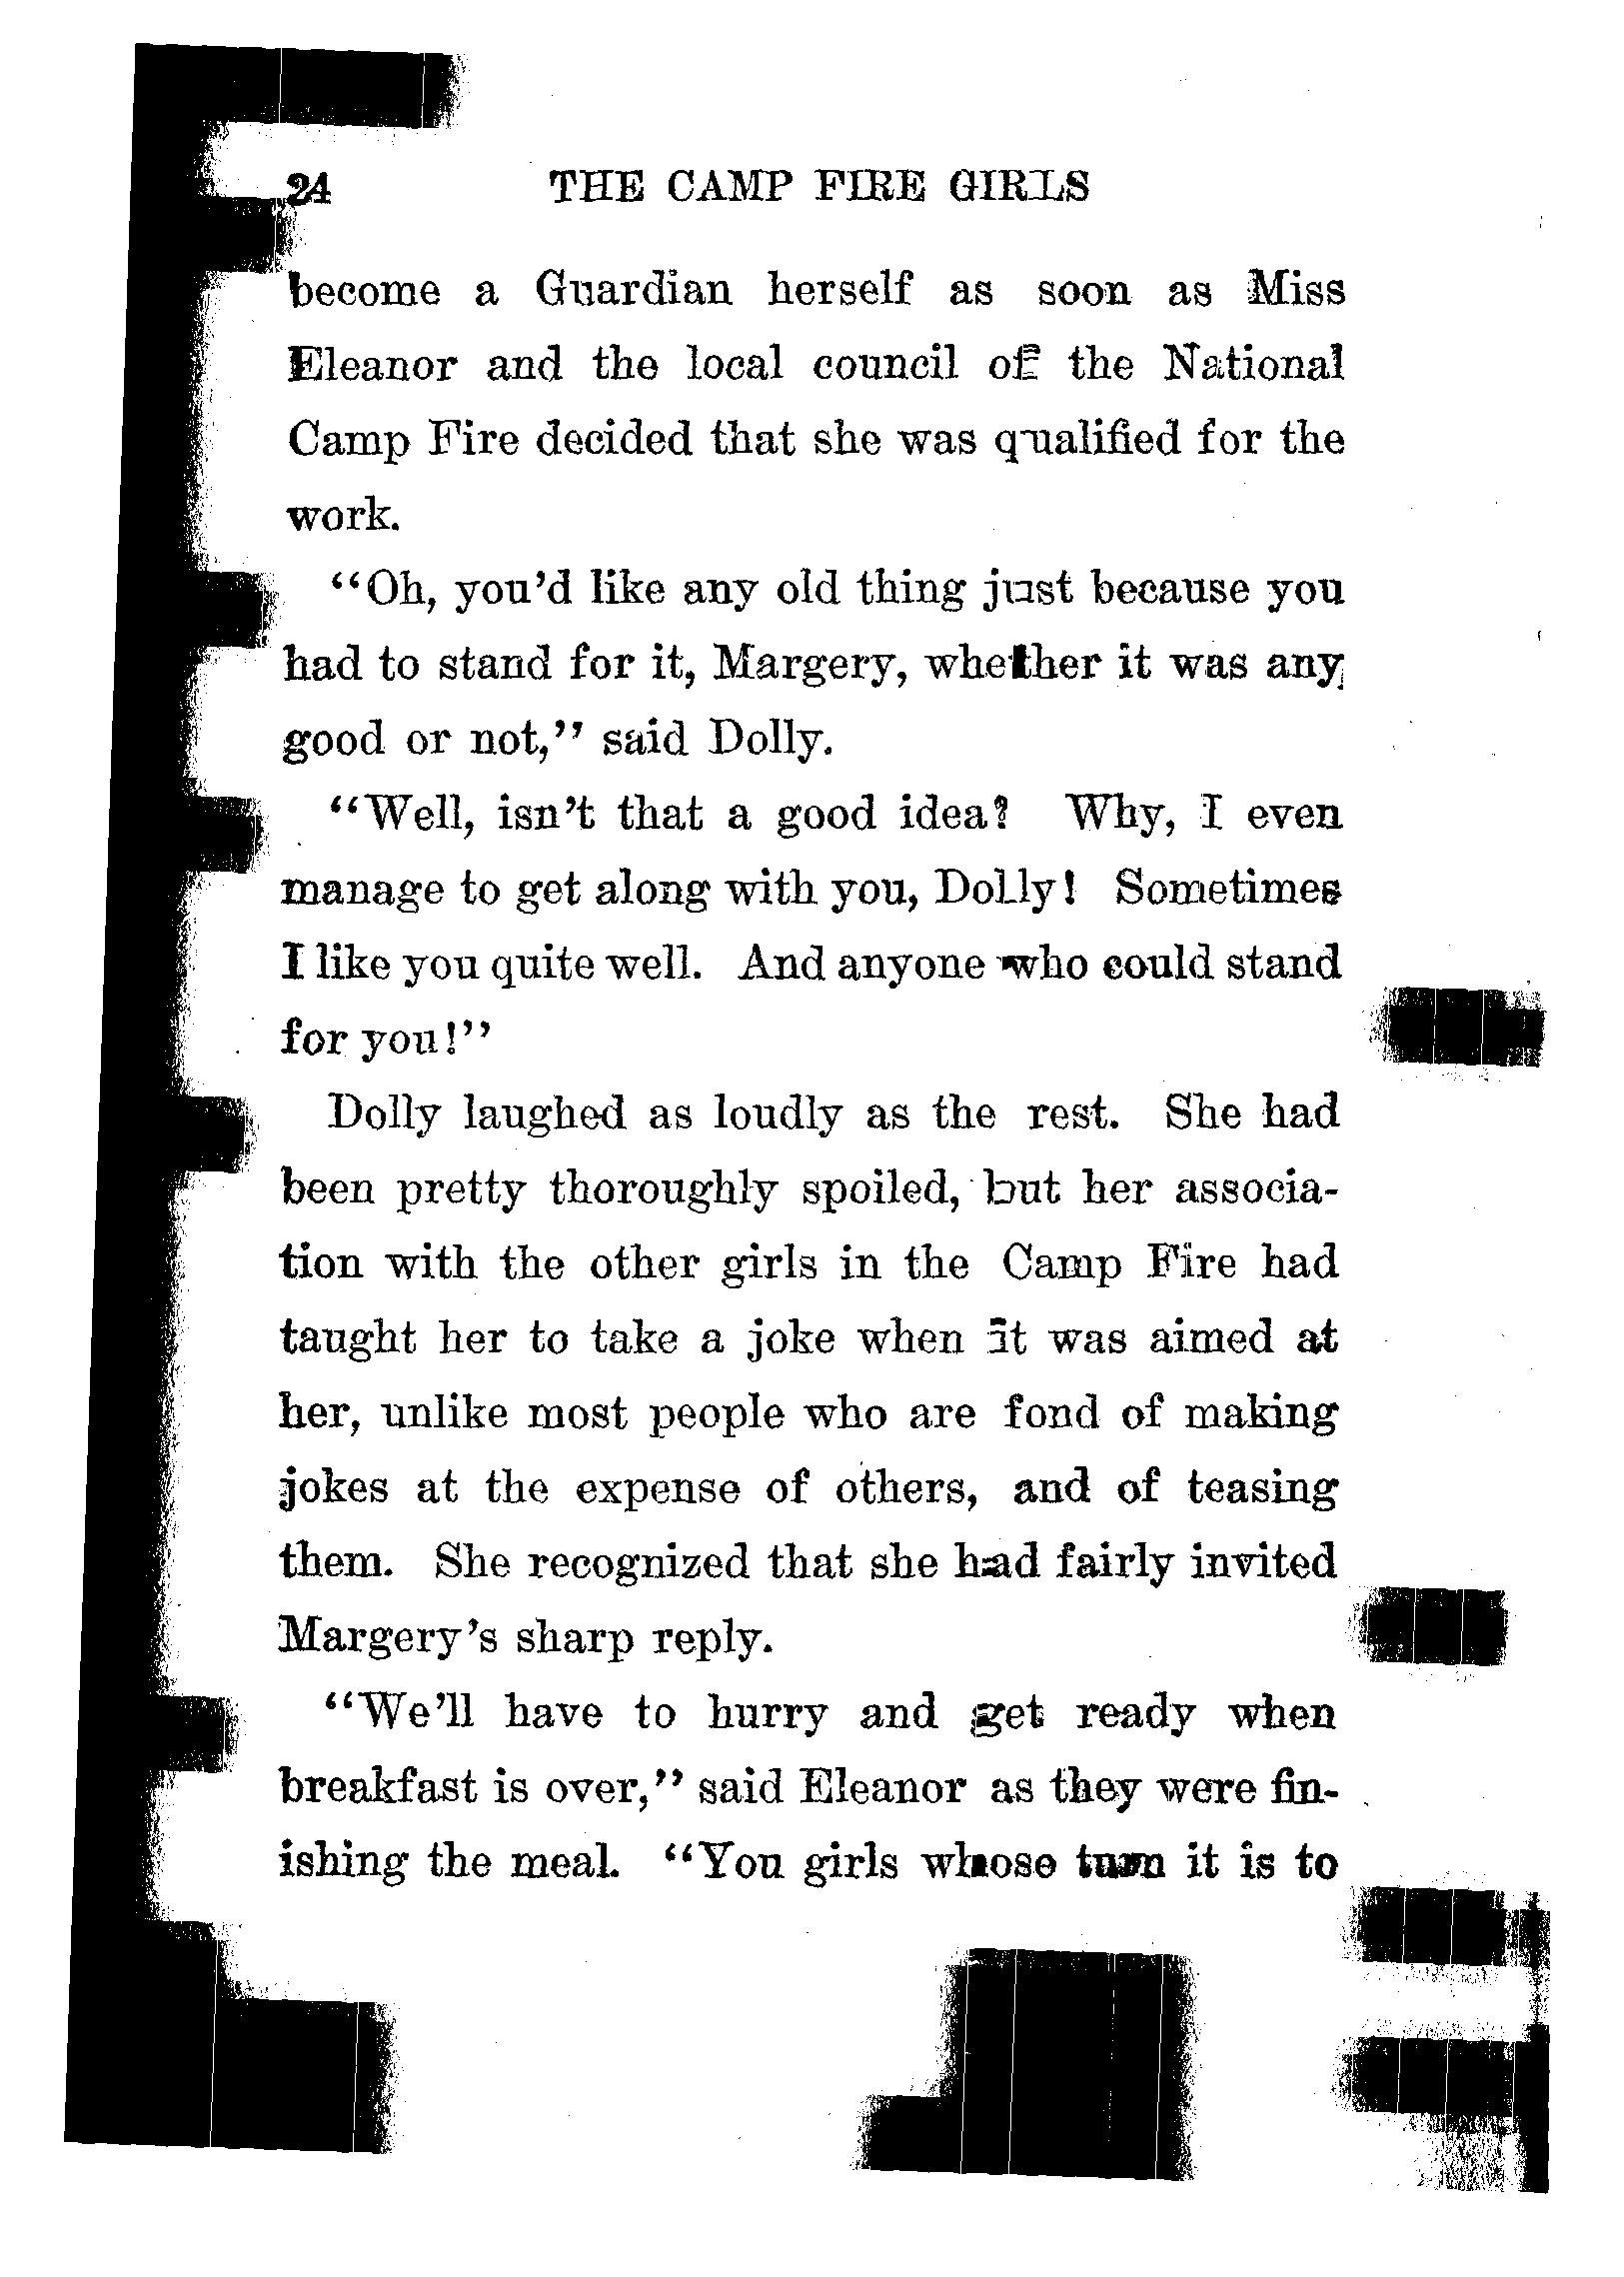 24 THE CAMP FIRE GIRLS
become a Guardian herself as soon as Miss
Eleanor and the local council of the National
Camp Fire decided that she was qualified for the
work.
"Oh, you'd like any old thing just because you
had to stand for it, Margery, whether it was any
good or not," said Dolly.
"Well, isn't that a good idea? Why, I even
manage to get along with you, Dolly! Sometimes
I like you quite well. And anyone who could stand
for you!"
Dolly laughed as loudly as the rest. She had
been pretty thoroughly spoiled, but her associa-
tion with the other girls in the Camp Fire had
taught her to take a joke when it was aimed at
her, unlike most people who are fond of making
jokes at the expense of others, and of teasing
them. She recognized that she had fairly invited
Margery's sharp reply.
"We'll have to hurry and get ready when
breakfast is over," said Eleanor as they were fin-
ishing the meal. "You girls whose turn it is to